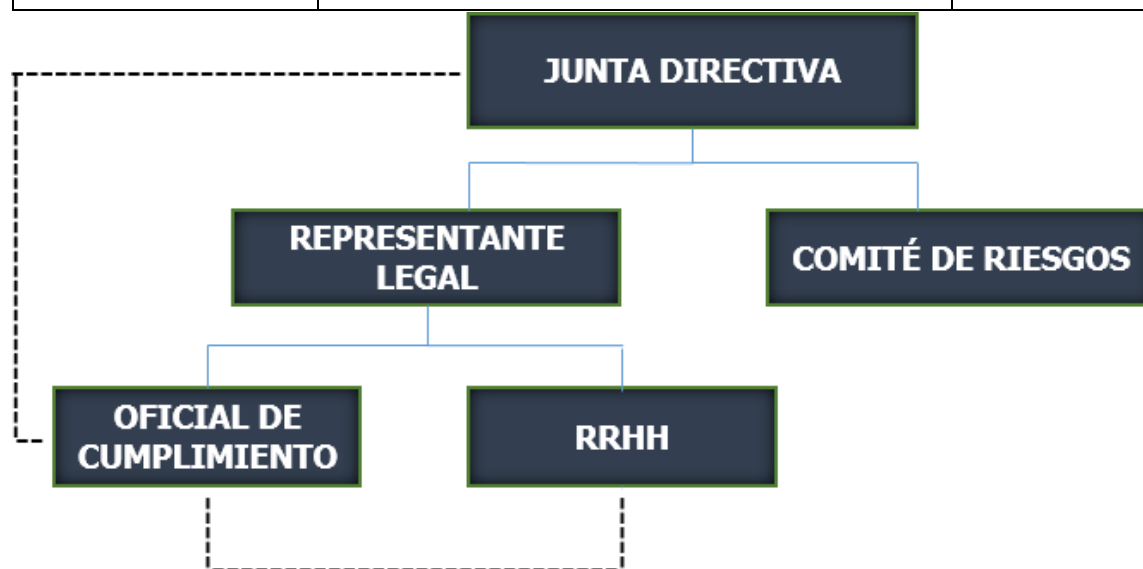 JUNTA DIRECTIVA
REPRESENTANTE
LEGAL
COMITÉ DE RIESGOS
OFICIAL DE
CUMPLIMIENTO
RRHH